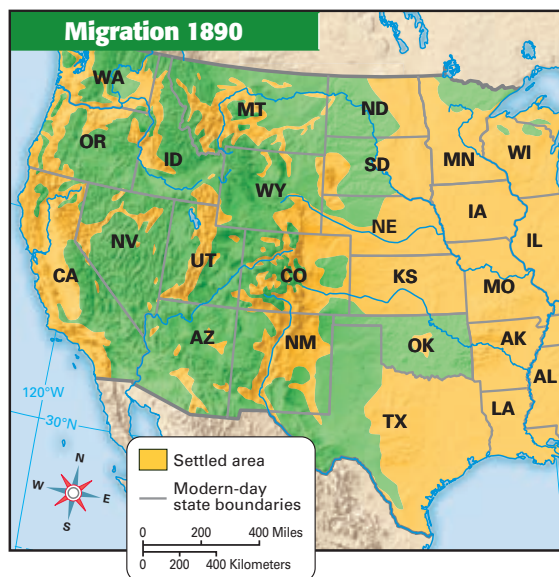 Migration 1890
WA
MT
ND
OR
ID
MN
WI
SD
WY
NE
IA
NV
UT
IL
CA
CO
KS
MO
AZ
NM
OK
AK
AL
TX
LA
120°W
30°N
N
W
E
S
Settled area
Modern-day
state boundaries
0 200 400 Miles
0 200 400 Kilometers